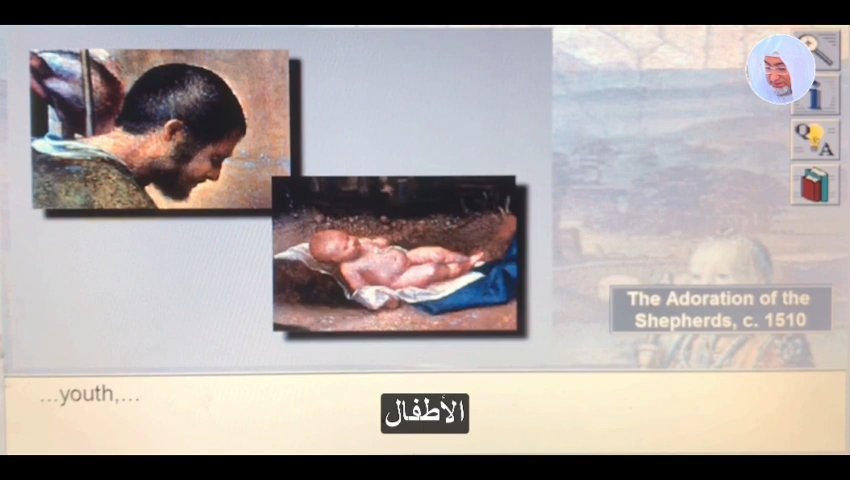 Q
A
The Adoration of the
Shepherds, c. 1510
...youth,...
الأطفال